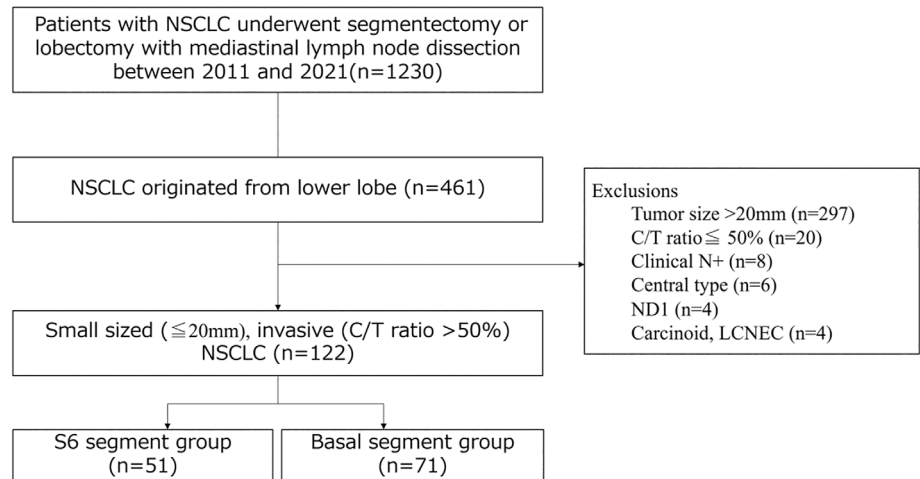 Patients with NSCLC underwent segmentectomy or
lobectomy with mediastinal lymph node dissection
between 2011 and 2021(n=1230)
NSCLC originated from lower lobe (n=461)
Exclusions
Tumor size >20mm (n=297)
C/T ratio≦ 50% (n=20)
Clinical N+ (n=8)
Central type (n=6)
ND1 (n=4)
Carcinoid, LCNEC (n=4)
Small sized (≦20mm), invasive (C/T ratio >50%)
NSCLC (n=122)
S6 segment group
(n=51)
Basal segment group
(n=71)